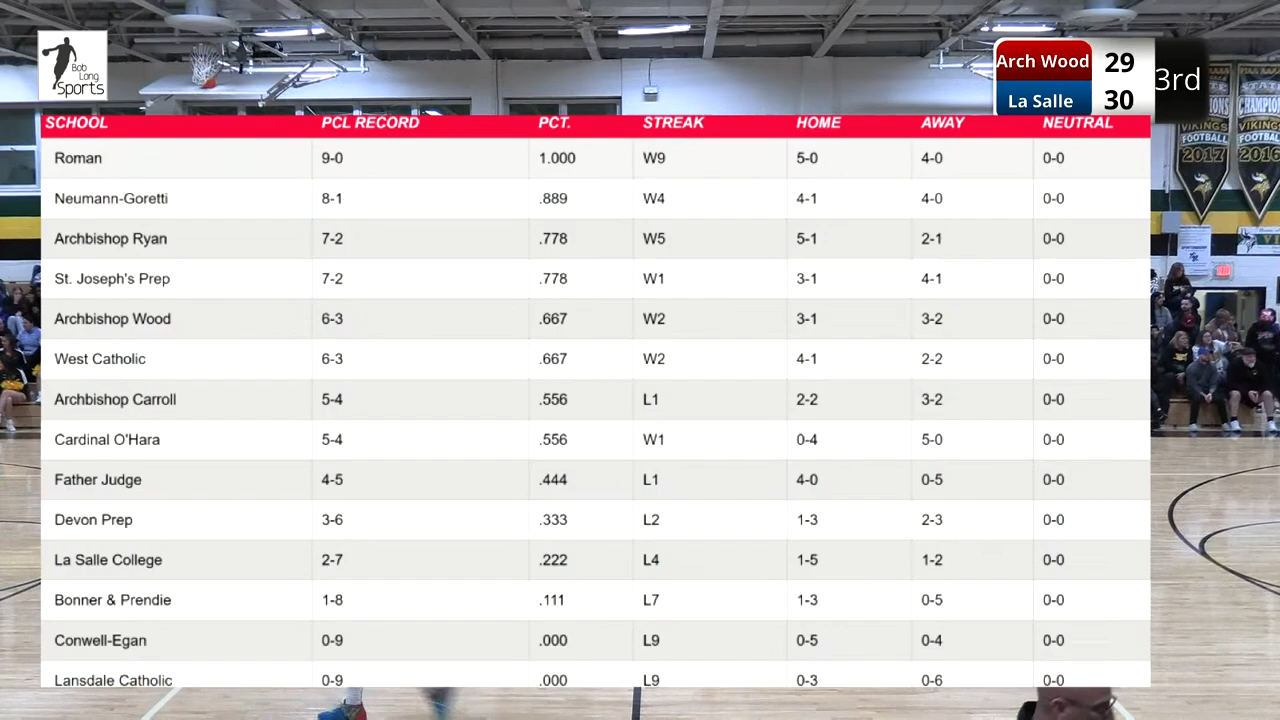 Bob
Long
Sports
Arch Wood 29
La Salle 30
3rd
SCHOOL PCL RECORD PCT. STREAK HOME AWAY NEUTRAL
Roman 9-0 1.000 W9 5-0 4-0 0-0
Neumann-Goretti 8-1 .889 W4 4-1 4-0 0-0
Archbishop Ryan 7-2 .778 W5 5-1 2-1 0-0
St. Joseph's Prep 7-2 .778 W1 3-1 4-1 0-0
Archbishop Wood 6-3 .667 W2 3-1 3-2 0-0
West Catholic 6-3 .667 W2 4-1 2-2 0-0
Archbishop Carroll 5-4 .556 L1 2-2 3-2 0-0
Cardinal O'Hara 5-4 .556 W1 0-4 5-0 0-0
Father Judge 4-5 .444 L1 4-0 0-5 0-0
Devon Prep 3-6 .333 L2 1-3 2-3 0-0
La Salle College 2-7 .222 L4 1-5 1-2 0-0
Bonner & Prendie 1-8 .111 L7 1-3 0-5 0-0
Conwell-Egan 0-9 .000 L9 0-5 0-4 0-0
Lansdale Catholic 0-9 .000 L9 0-3 0-6 0-0
VIKINGS
FOOTBALL
2017
VIKINGS
FOOTBALL
2016